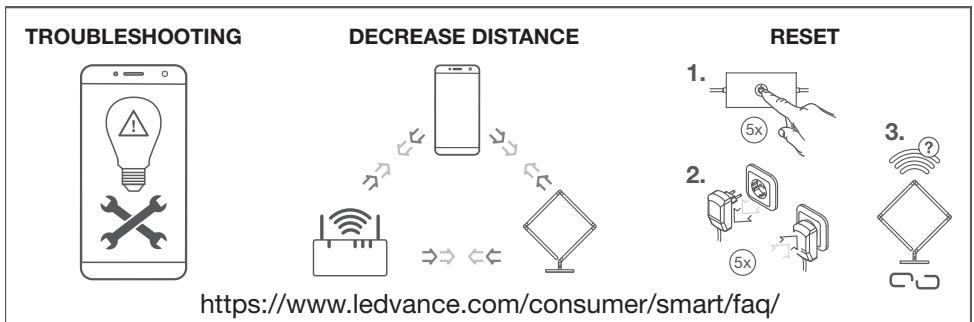 TROUBLESHOOTING
DECREASE DISTANCE
RESET
1.
5x
2.
5x
3.
?
!
https://www.ledvance.com/consumer/smart/faq/